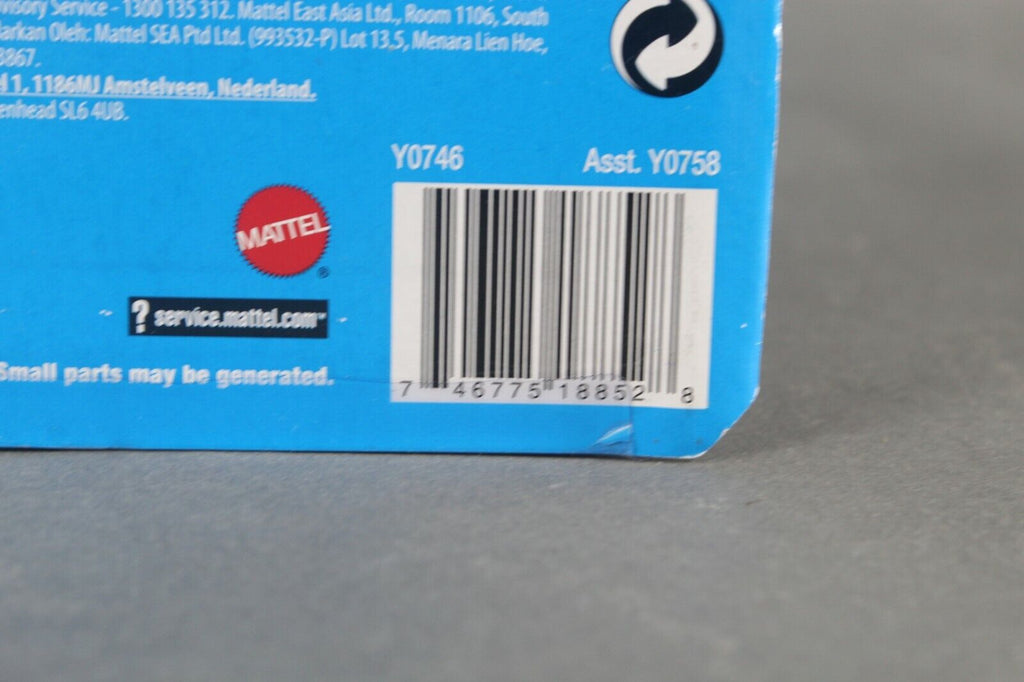 visory Service - 1300 135 312. Mattel East Asia Ltd., Room 1106, South
arkan Oleh: Mattel SEA Ptd Ltd. (993532-P) Lot 13.5, Menara Lien Hoe,
3867.
1, 1186MJ Amstelveen, Nederland.
enhead SL6 4UB.
Y0746 Asst. Y0758
MATTEL®
? service.mattel.com™
Small parts may be generated.
7 46775 18852 8